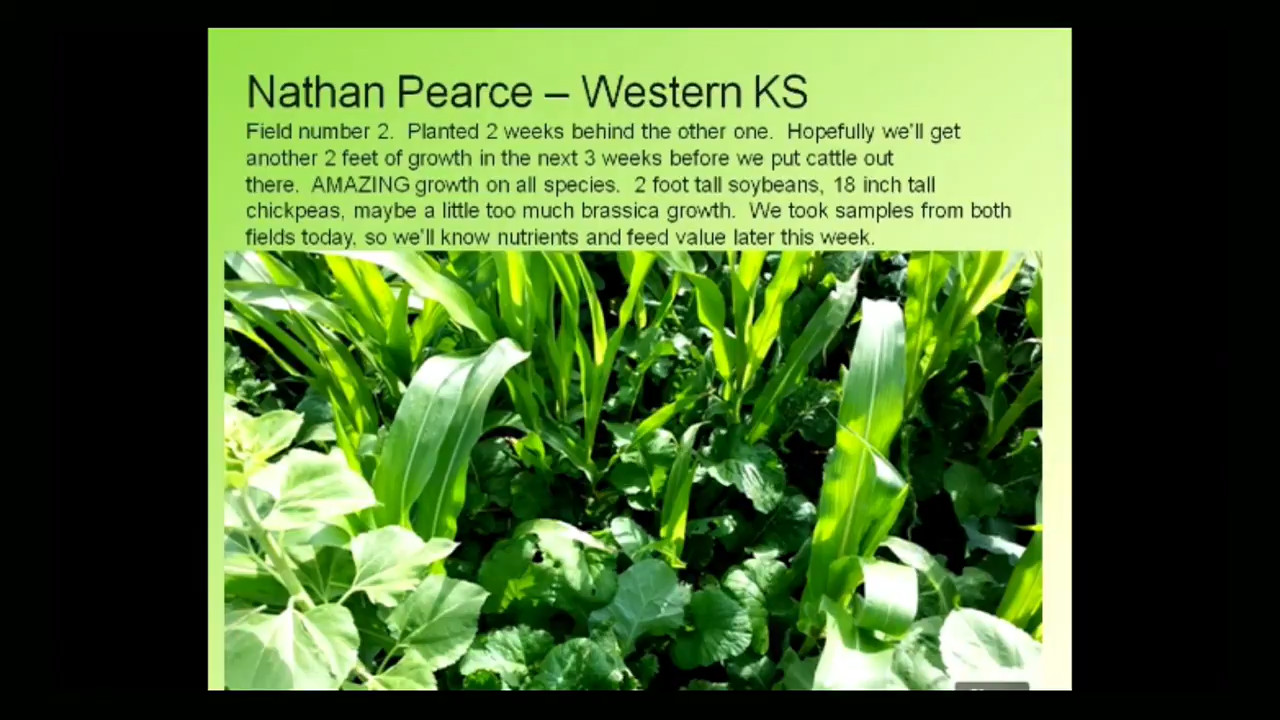 Nathan Pearce – Western KS
Field number 2.  Planted 2 weeks behind the other one.  Hopefully we'll get
another 2 feet of growth in the next 3 weeks before we put cattle out
there.  AMAZING growth on all species.  2 foot tall soybeans, 18 inch tall
chickpeas, maybe a little too much brassica growth.  We took samples from both
fields today, so we'll know nutrients and feed value later this week.